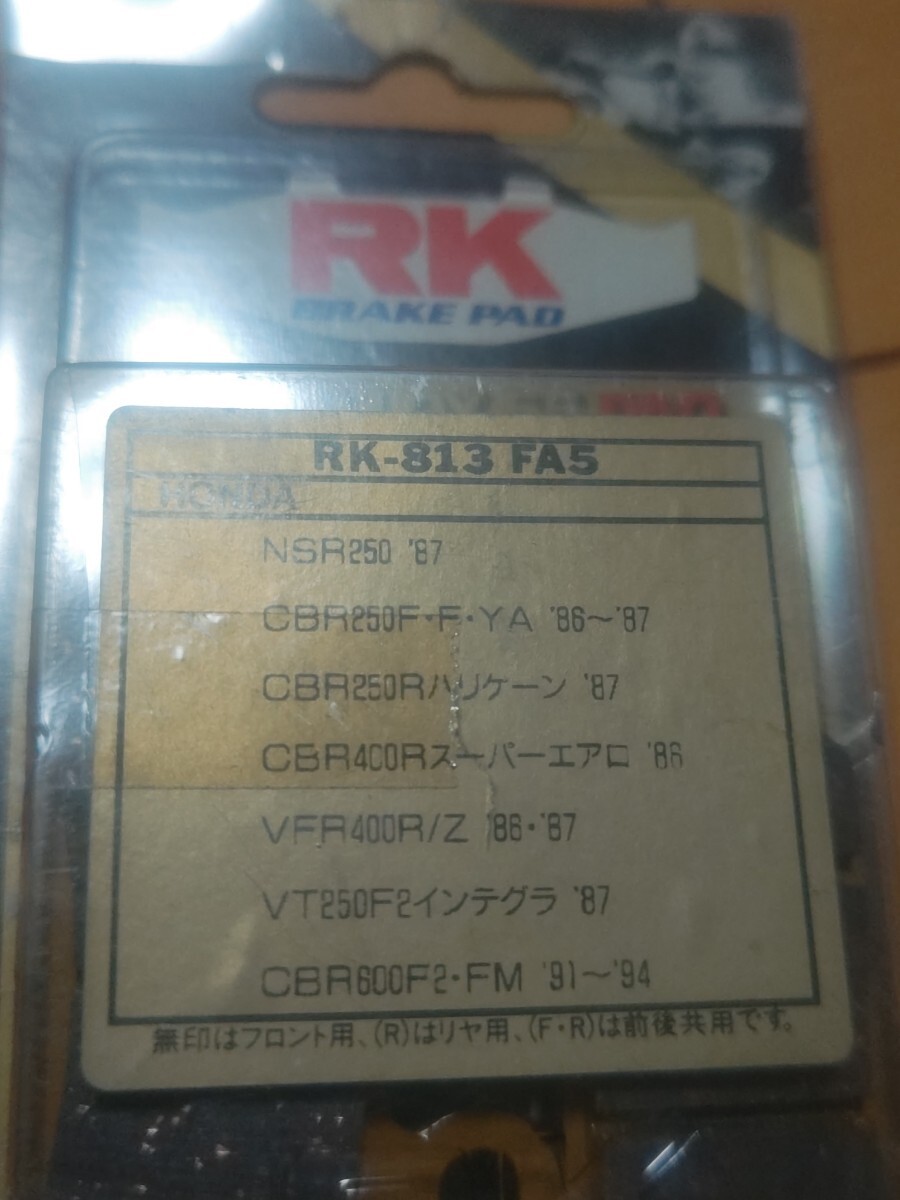 RK
BRAKE PAD
RK-813 FA5
HONDA
NSR250 '87
CBR250F・F・YA '86〜'87
CBR250Rハリケーン '87
CBR400Rスーパーエアロ '86
VFR400R/Z '86・'87
VT250F2インテグラ '87
CBR600F2・FM '91〜'94
無印はフロント用、(R)はリヤ用、(F・R)は前後共用です。